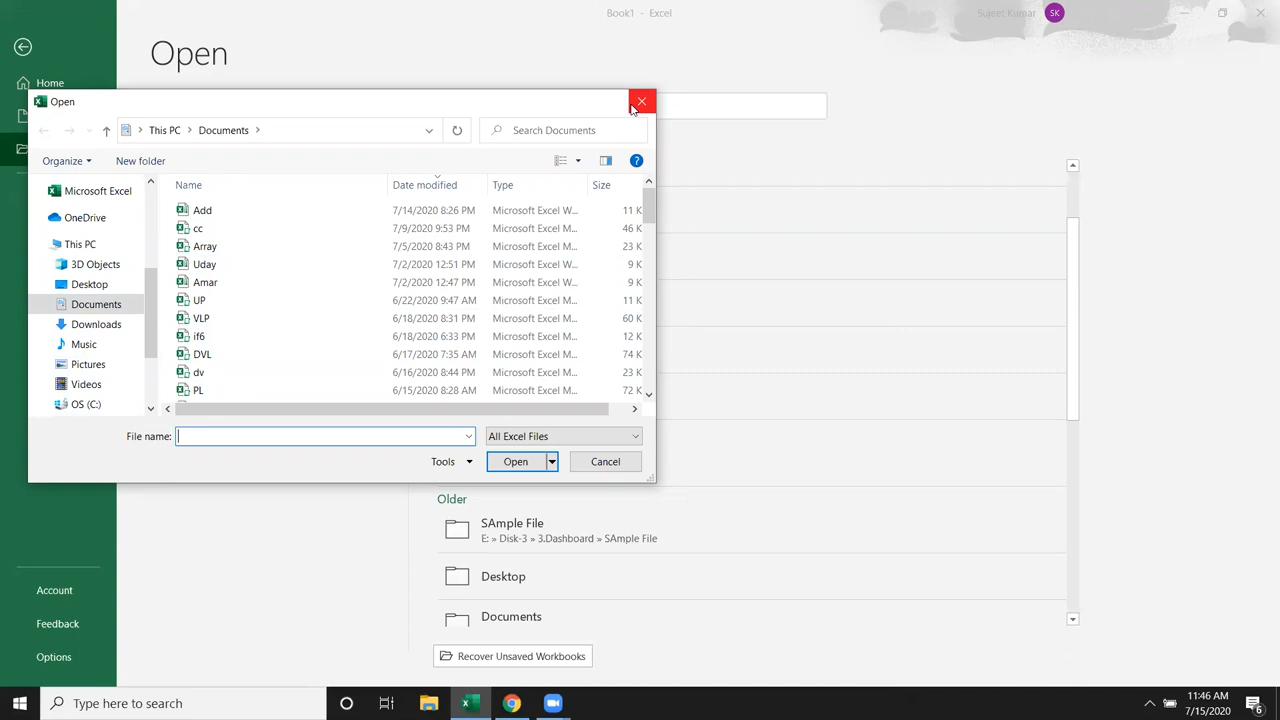 Book1 - Excel
Sujeet Kumar
SK
Open
Home
Open
This PC
Documents
Search Documents
Organize
New folder
?
Name
Date modified
Type
Size
Microsoft Excel
OneDrive
This PC
3D Objects
Desktop
Documents
Downloads
Music
Pictures
Videos
OS (C:)
Add 7/14/2020 8:26 PM Microsoft Excel W... 11 K
cc 7/9/2020 9:53 PM Microsoft Excel M... 46 K
Array 7/5/2020 8:43 PM Microsoft Excel M... 23 K
Uday 7/2/2020 12:51 PM Microsoft Excel W... 9 K
Amar 7/2/2020 12:47 PM Microsoft Excel W... 9 K
UP 6/22/2020 9:47 AM Microsoft Excel M... 11 K
VLP 6/18/2020 8:31 PM Microsoft Excel M... 60 K
if6 6/18/2020 6:33 PM Microsoft Excel M... 12 K
DVL 6/17/2020 7:35 AM Microsoft Excel M... 74 K
dv 6/16/2020 8:44 PM Microsoft Excel M... 23 K
PL 6/15/2020 8:28 AM Microsoft Excel M... 72 K
File name:
All Excel Files
Tools
Open
Cancel
Older
SAmple File
E: » Disk-3 » 3.Dashboard » SAmple File
Desktop
Documents
Recover Unsaved Workbooks
Account
Feedback
Options
Type here to search
11:46 AM
7/15/2020
6